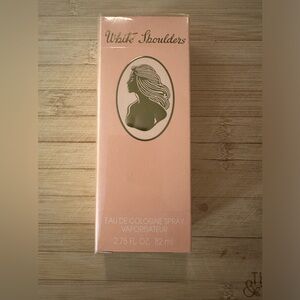 White Shoulders
EAU DE COLOGNE SPRAY
VAPORISATEUR
2.75 FL. OZ. 82 ml